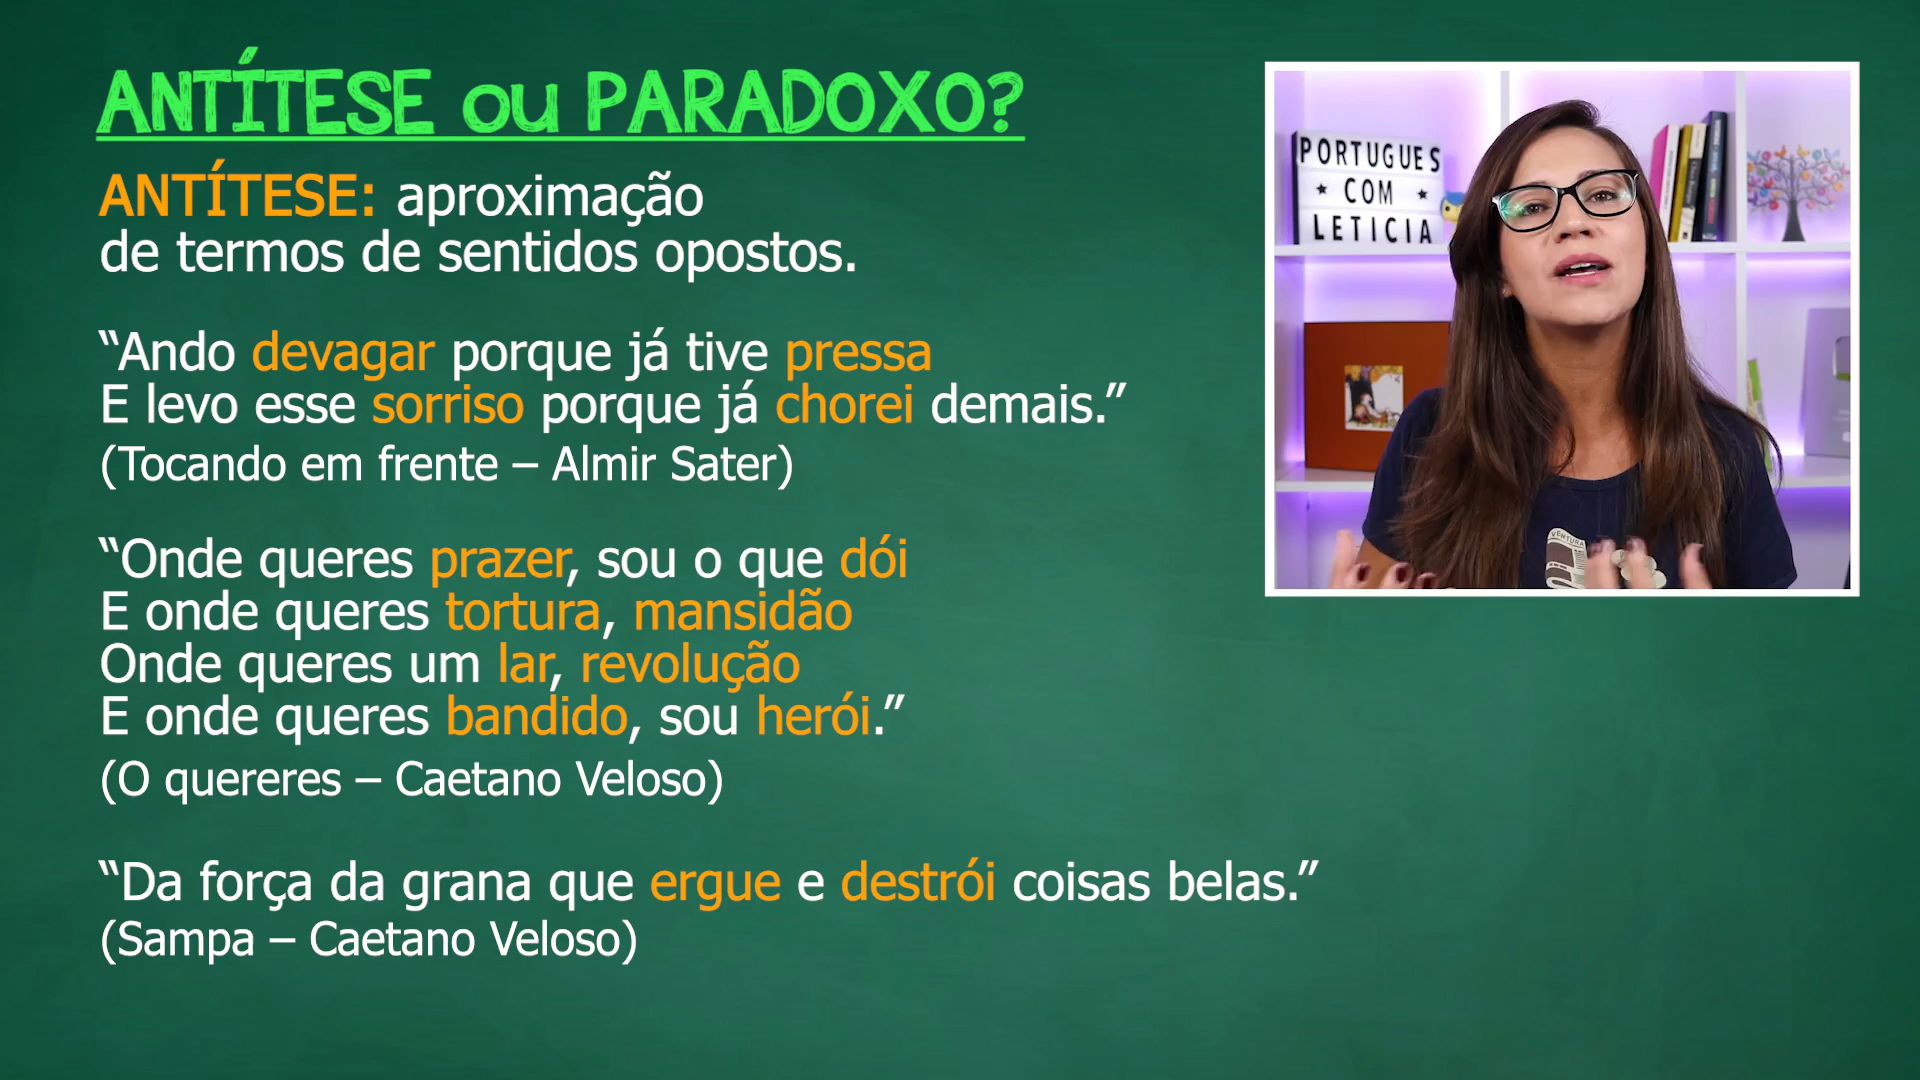 ANTÍTESE ou PARADOXO?
ANTÍTESE: aproximação
de termos de sentidos opostos.
“Ando devagar porque já tive pressa
E levo esse sorriso porque já chorei demais.”
(Tocando em frente – Almir Sater)
“Onde queres prazer, sou o que dói
E onde queres tortura, mansidão
Onde queres um lar, revolução
E onde queres bandido, sou herói.”
(O quereres – Caetano Veloso)
“Da força da grana que ergue e destrói coisas belas.”
(Sampa – Caetano Veloso)
PORTUGUES
COM
LETICIA
VENTURA